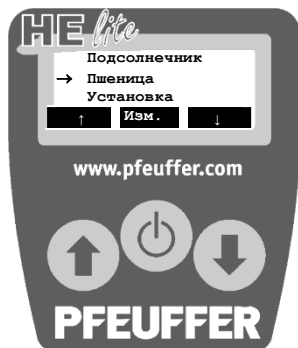 HE lite
Подсолнечник
→ Пшеница
Установка
↑ Изм. ↓
www.pfeuffer.com
PFEUFFER